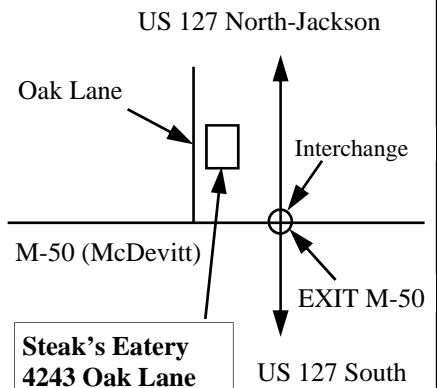 US 127 North-Jackson
Oak Lane
Interchange
M-50 (McDevitt)
EXIT M-50
Steak's Eatery
4243 Oak Lane
US 127 South